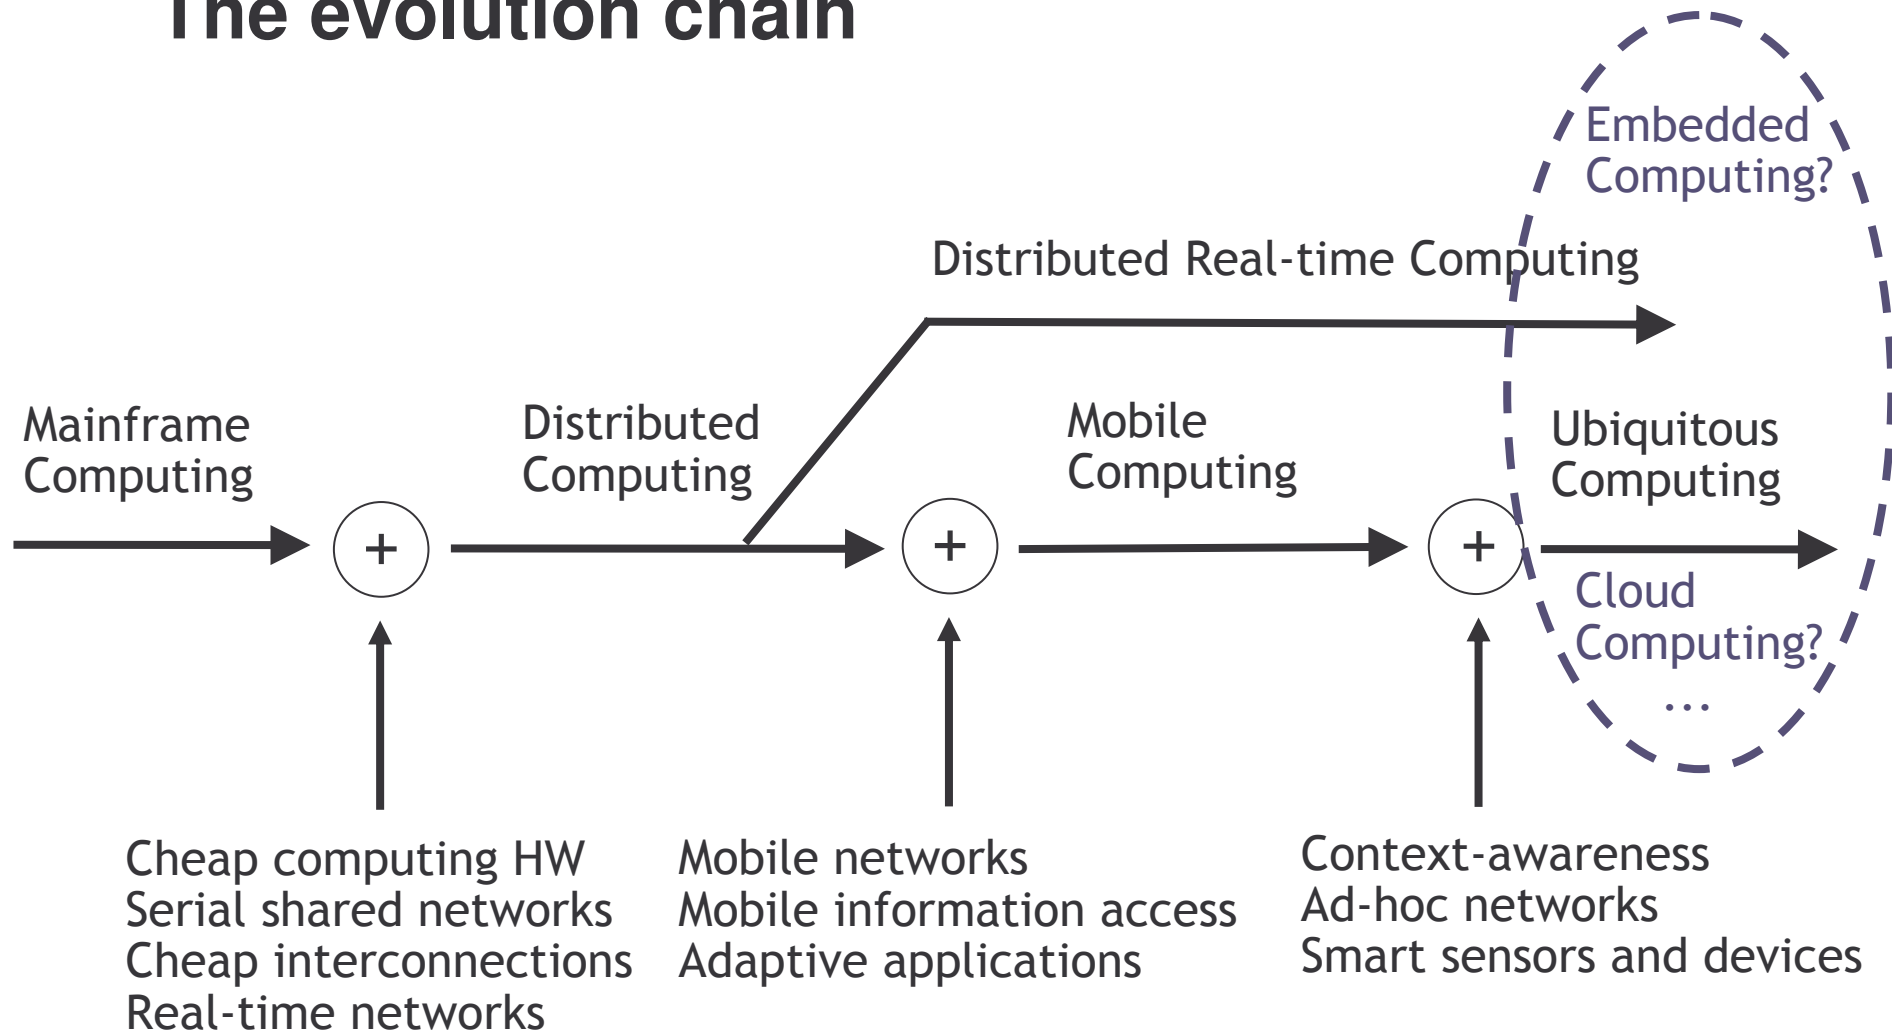 The evolution chain
Embedded
Computing?
Distributed Real-time Computing
Mainframe
Computing
Distributed
Computing
Mobile
Computing
Ubiquitous
Computing
+
+
+
Cloud
Computing?
...
Cheap computing HW
Serial shared networks
Cheap interconnections
Real-time networks
Mobile networks
Mobile information access
Adaptive applications
Context-awareness
Ad-hoc networks
Smart sensors and devices